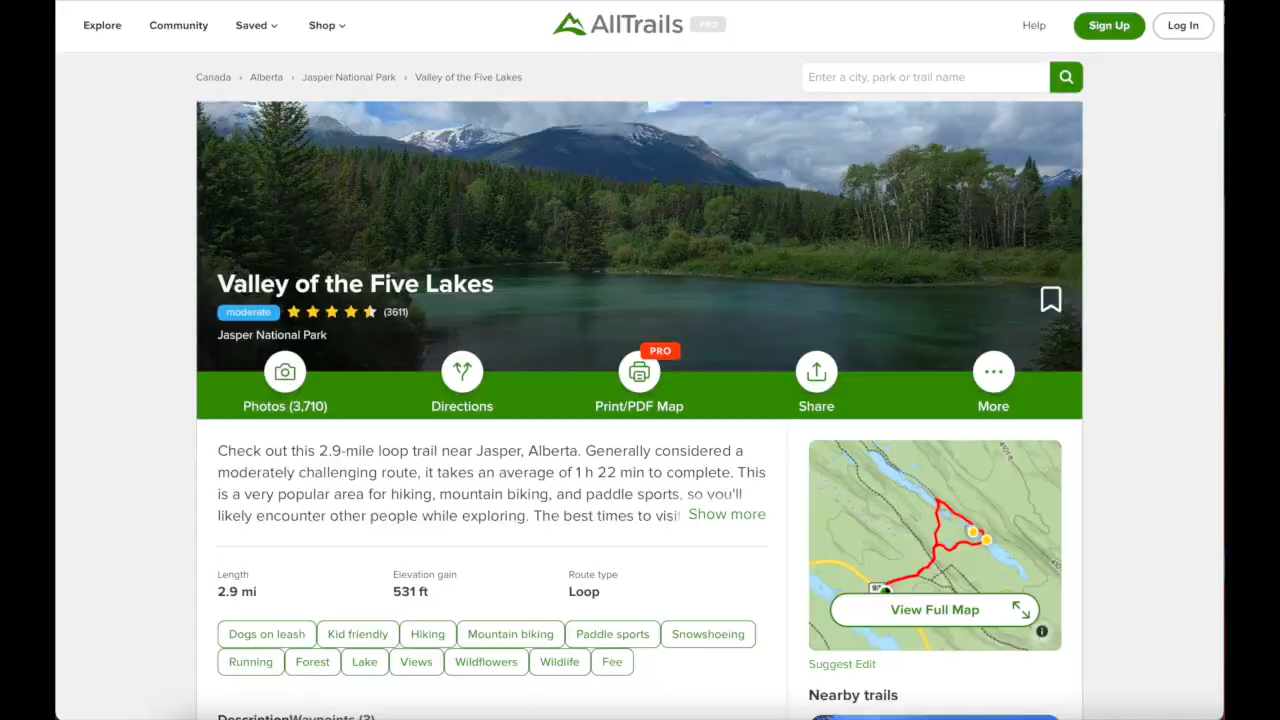 Explore Community Saved Shop AllTrails PRO Help Sign Up Log In
Canada › Alberta › Jasper National Park › Valley of the Five Lakes Enter a city, park or trail name
Valley of the Five Lakes
moderate (3611)
Jasper National Park
PRO
Photos (3,710) Directions Print/PDF Map Share More
Check out this 2.9-mile loop trail near Jasper, Alberta. Generally considered a
moderately challenging route, it takes an average of 1 h 22 min to complete. This
is a very popular area for hiking, mountain biking, and paddle sports, so you'll
likely encounter other people while exploring. The best times to visit Show more
Length Elevation gain Route type
2.9 mi 531 ft Loop
Dogs on leash Kid friendly Hiking Mountain biking Paddle sports Snowshoeing
Running Forest Lake Views Wildflowers Wildlife Fee
View Full Map
Suggest Edit
Nearby trails
Description Waypoints (3)